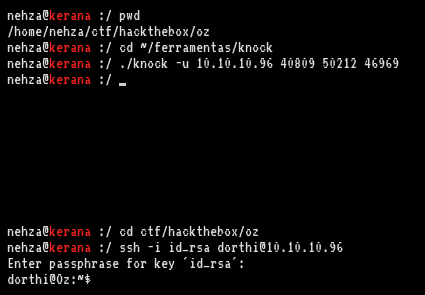 nehza@kerana :/ pwd
/home/nehza/ctf/hackthebox/oz
nehza@kerana :/ cd ~/ferramentas/knock
nehza@kerana :/ ./knock -u 10.10.10.96 40809 50212 46969
nehza@kerana :/ _
nehza@kerana :/ cd ctf/hackthebox/oz
nehza@kerana :/ ssh -i id_rsa dorthi@10.10.10.96
Enter passphrase for key ´id_rsa´:
dorthi@Oz:~$